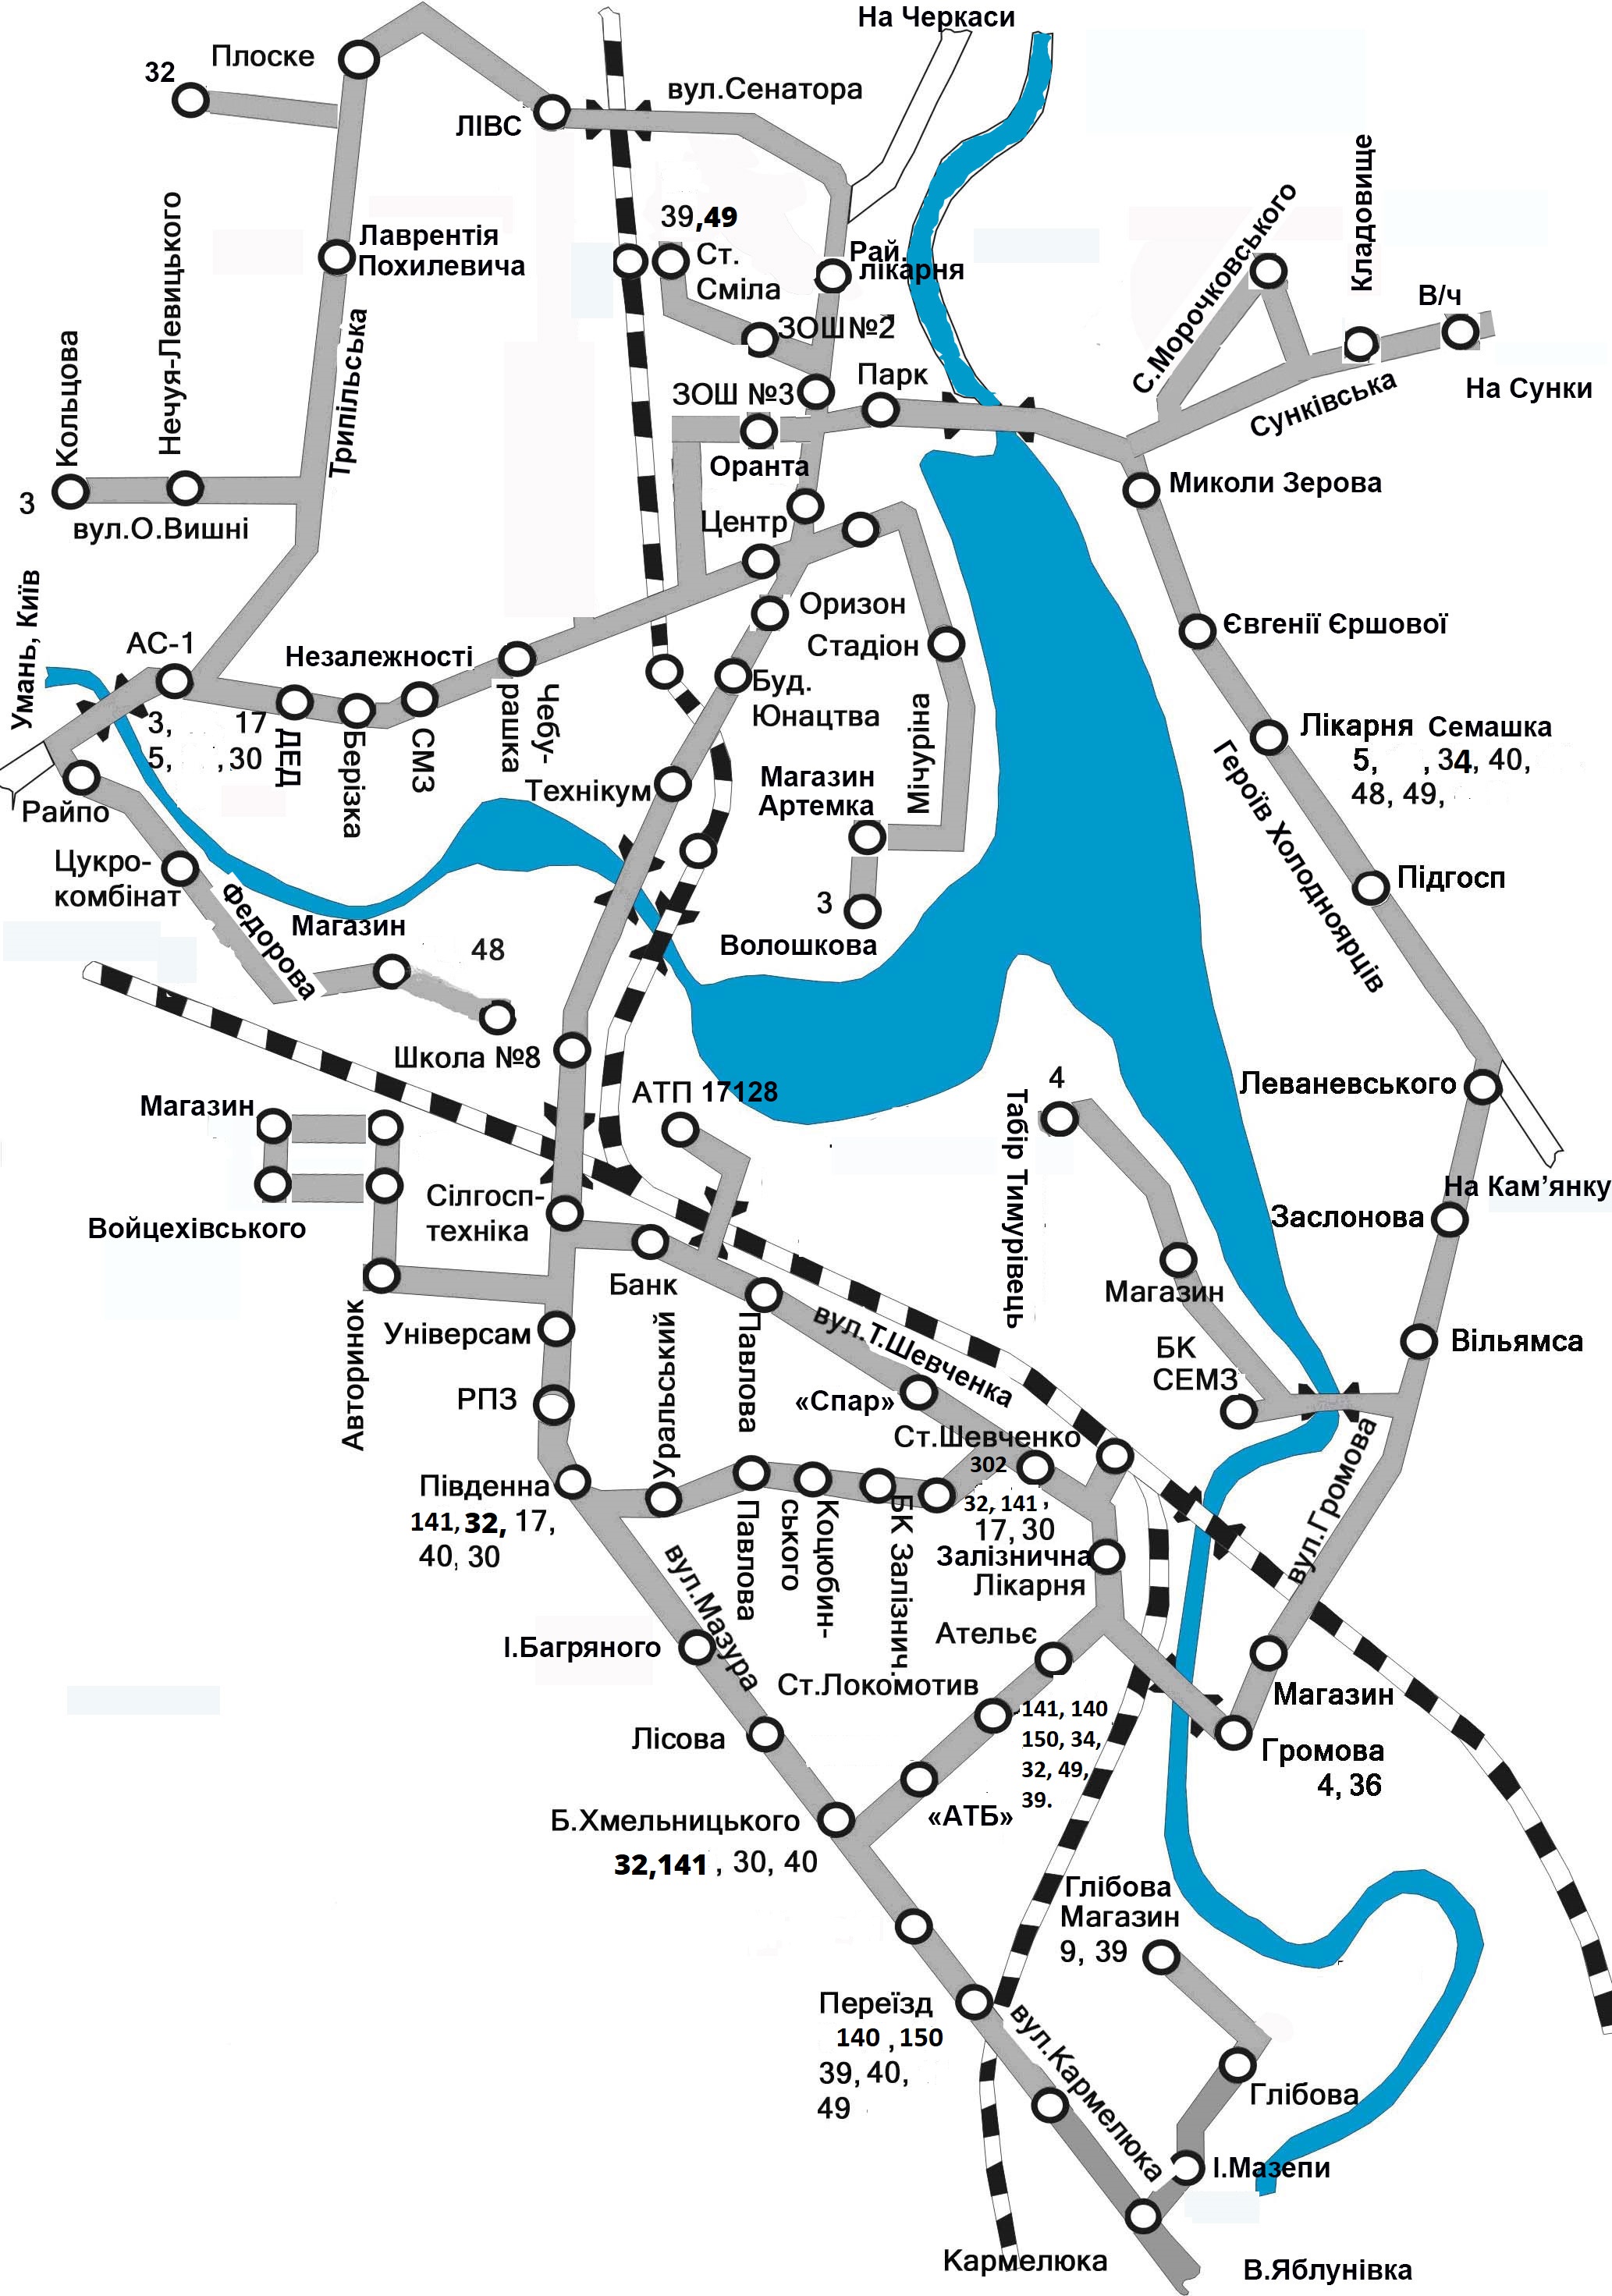 На Черкаси
Плоске
32
вул.Сенатора
ЛІВС
Кладовище
С.Морочковського
Нечуя-Левицького
39,49
Лаврентія
Похилевича
Ст.
Сміла
Рай.
лікарня
В/ч
ЗОШ№2
Трипільська
Кольцова
Парк
ЗОШ №3
На Сунки
Сунківська
Оранта
Миколи Зерова
3
вул.О.Вишні
Центр
Умань, Київ
Оризон
Євгенії Єршової
АС-1
Незалежності
Стадіон
Буд.
Юнацтва
Чебу-
рашка
3,
17
5,
,30
ДЕД
Берізка
СМЗ
Мічуріна
Лікарня Семашка
5, , 34, 40,
48, 49,
Героїв Холодноярців
Магазин
Артемка
Технікум
Райпо
Цукро-
комбінат
Федорова
Підгосп
3
Волошкова
Магазин
48
Школа №8
АТП 17128
4
Леваневського
Магазин
Табір Тимурівець
На Кам’янку
Сілгосп-
техніка
Заслонова
Войцехівського
Банк
Магазин
Авторинок
Універсам
Уральський
Павлова
вул.Т.Шевченка
БК
СЕМЗ
Вільямса
РПЗ
«Спар»
Ст.Шевченко
302
32, 141 ,
17, 30
вул.Громова
Південна
141, 32, 17,
40, 30
Павлова
Коцюбин-
ського
БК Залізнич.
Залізнична
Лікарня
вул.Мазура
І.Багряного
Ательє
Ст.Локомотив
141, 140
150, 34,
32, 49,
39.
Магазин
Лісова
Громова
4, 36
Б.Хмельницького
32,141 , 30, 40
«АТБ»
Глібова
Магазин
9, 39
Переїзд
140 , 150
39, 40,
49
вул.Кармелюка
Глібова
І.Мазепи
Кармелюка
В.Яблунівка